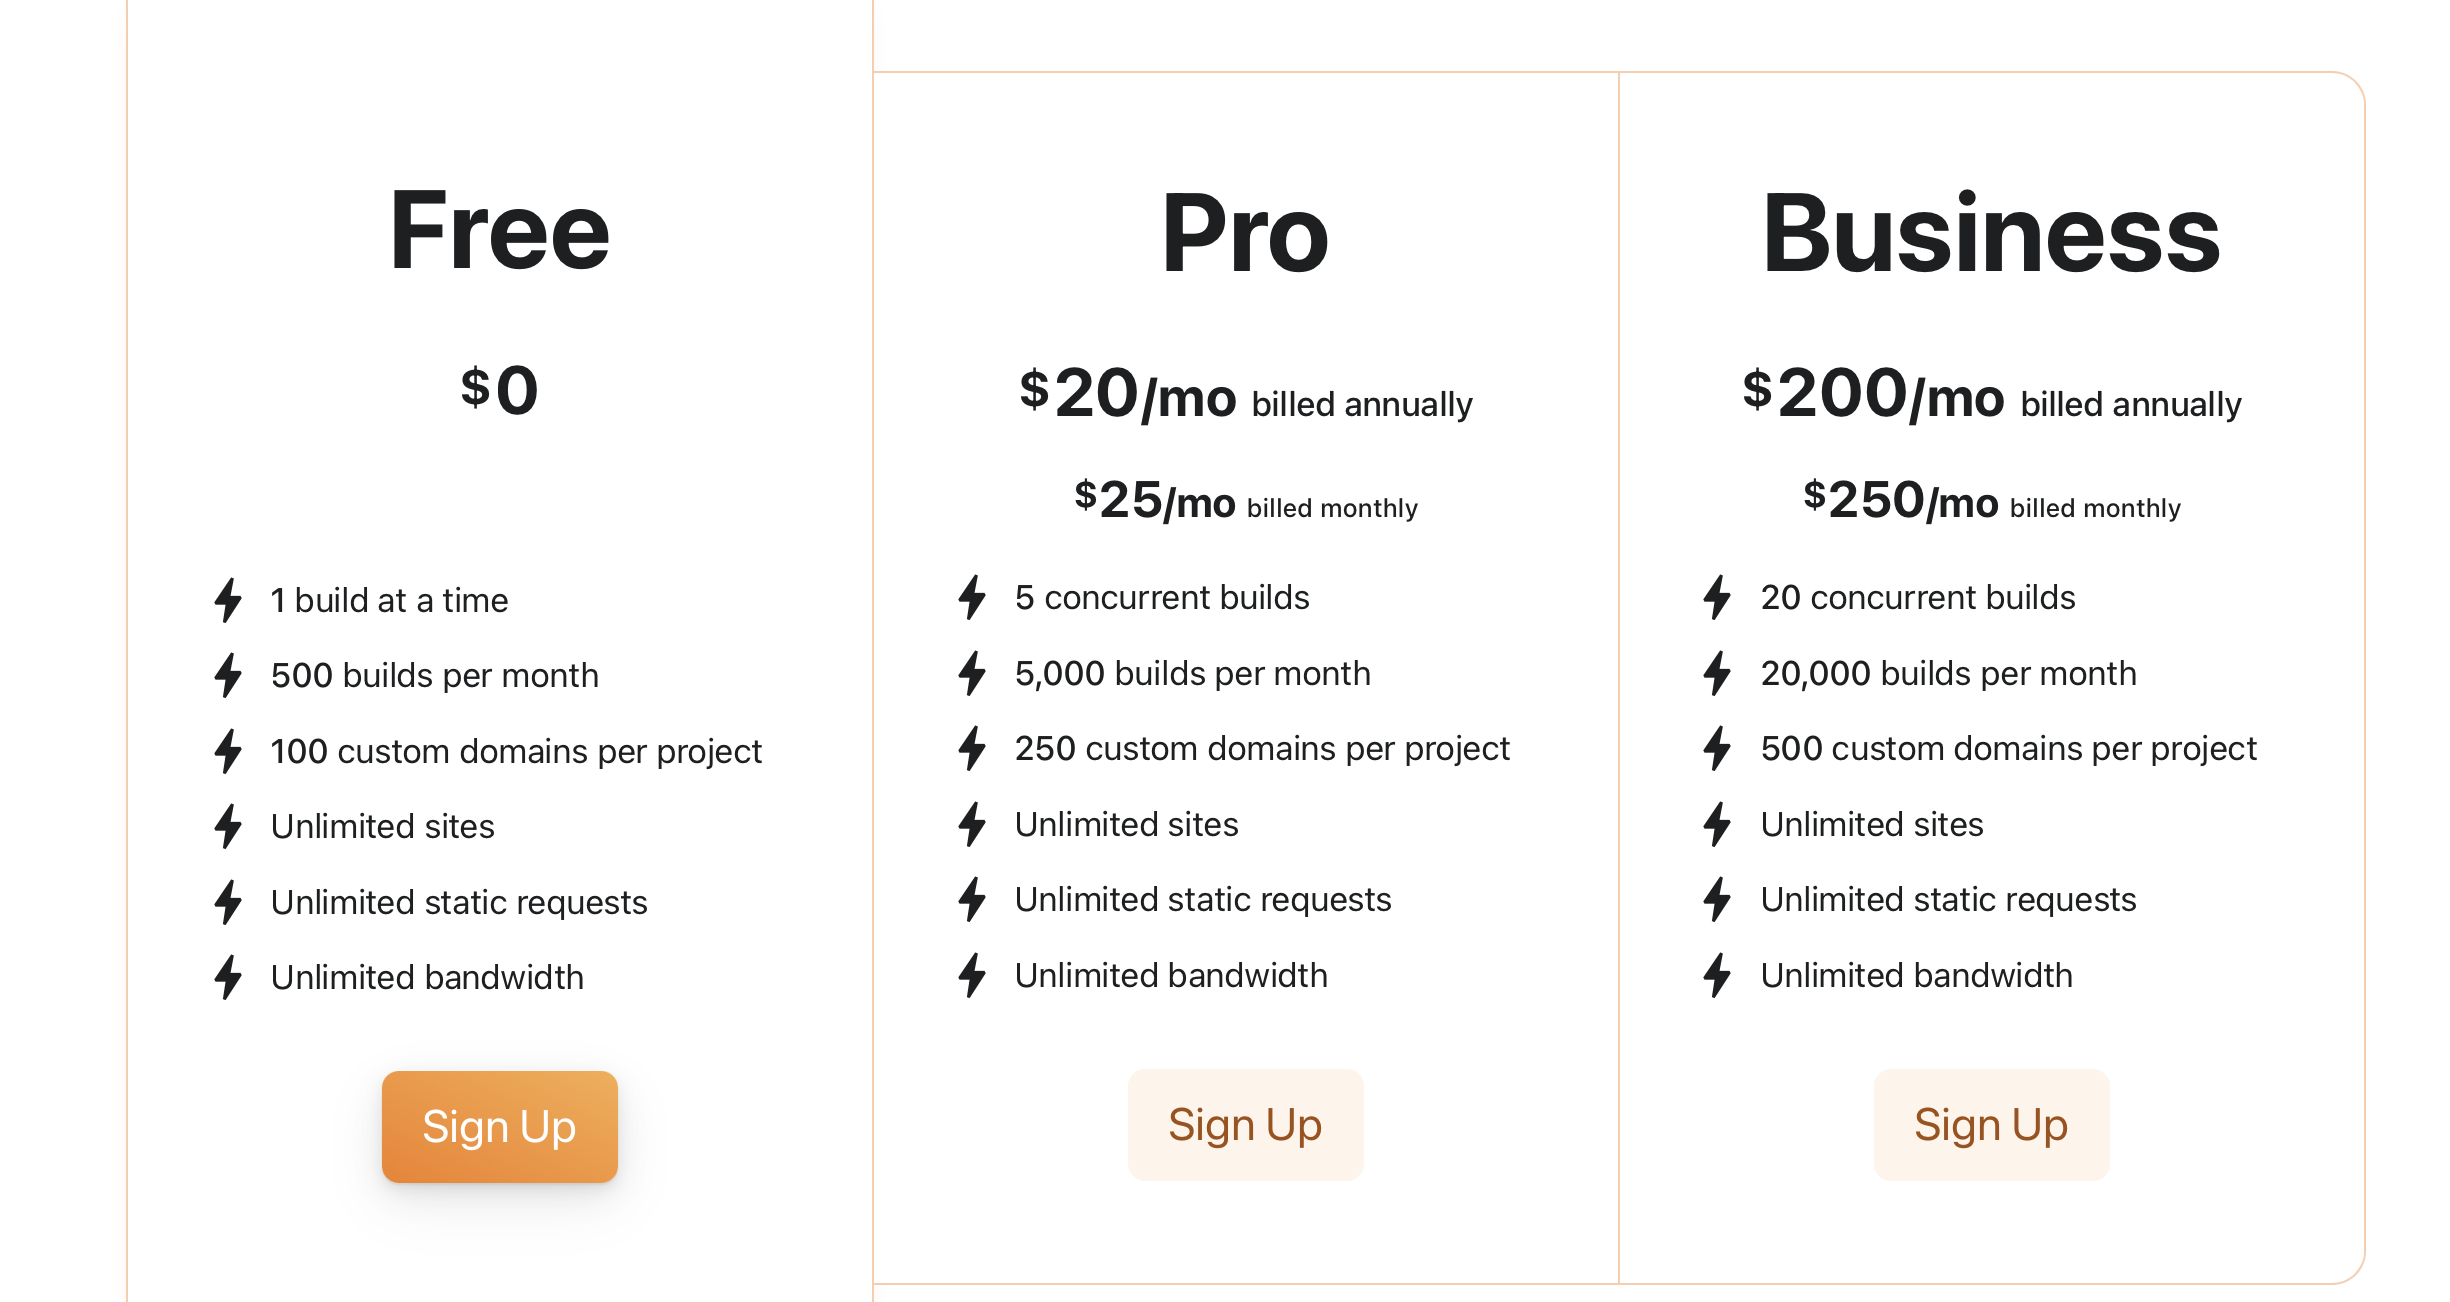 Free
$0
1 build at a time
500 builds per month
100 custom domains per project
Unlimited sites
Unlimited static requests
Unlimited bandwidth
Sign Up
Pro
$20/mo billed annually
$25/mo billed monthly
5 concurrent builds
5,000 builds per month
250 custom domains per project
Unlimited sites
Unlimited static requests
Unlimited bandwidth
Sign Up
Business
$200/mo billed annually
$250/mo billed monthly
20 concurrent builds
20,000 builds per month
500 custom domains per project
Unlimited sites
Unlimited static requests
Unlimited bandwidth
Sign Up